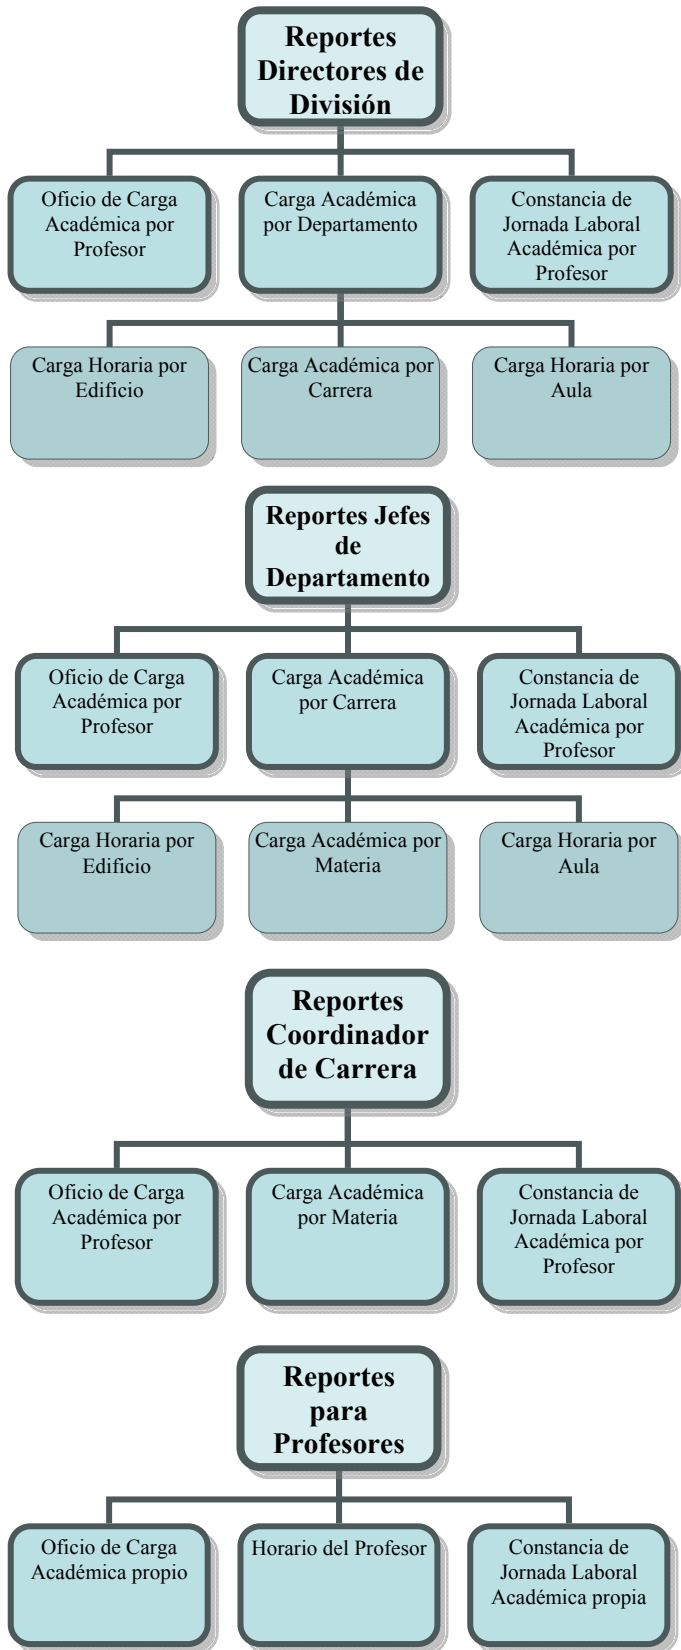 Reportes
Directores de
División
Oficio de Carga
Académica por
Profesor
Carga Académica
por Departamento
Constancia de
Jornada Laboral
Académica por
Profesor
Carga Horaria por
Edificio
Carga Académica por
Carrera
Carga Horaria por
Aula
Reportes Jefes
de
Departamento
Oficio de Carga
Académica por
Profesor
Carga Académica
por Carrera
Constancia de
Jornada Laboral
Académica por
Profesor
Carga Horaria por
Edificio
Carga Académica por
Materia
Carga Horaria por
Aula
Reportes
Coordinador
de Carrera
Oficio de Carga
Académica por
Profesor
Carga Académica
por Materia
Constancia de
Jornada Laboral
Académica por
Profesor
Reportes
para
Profesores
Oficio de Carga
Académica propio
Horario del Profesor
Constancia de
Jornada Laboral
Académica propia